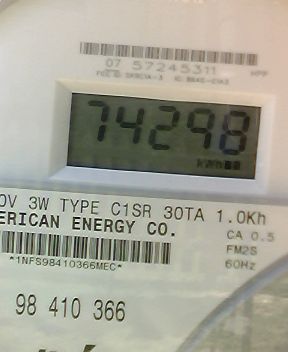 07 57245311
74298
kWh
0V 3W TYPE C1SR 30TA 1.0Kh
ERICAN ENERGY CO.
CA 0.5
FM2S
*1NFS98410366MEC*
60Hz
98 410 366